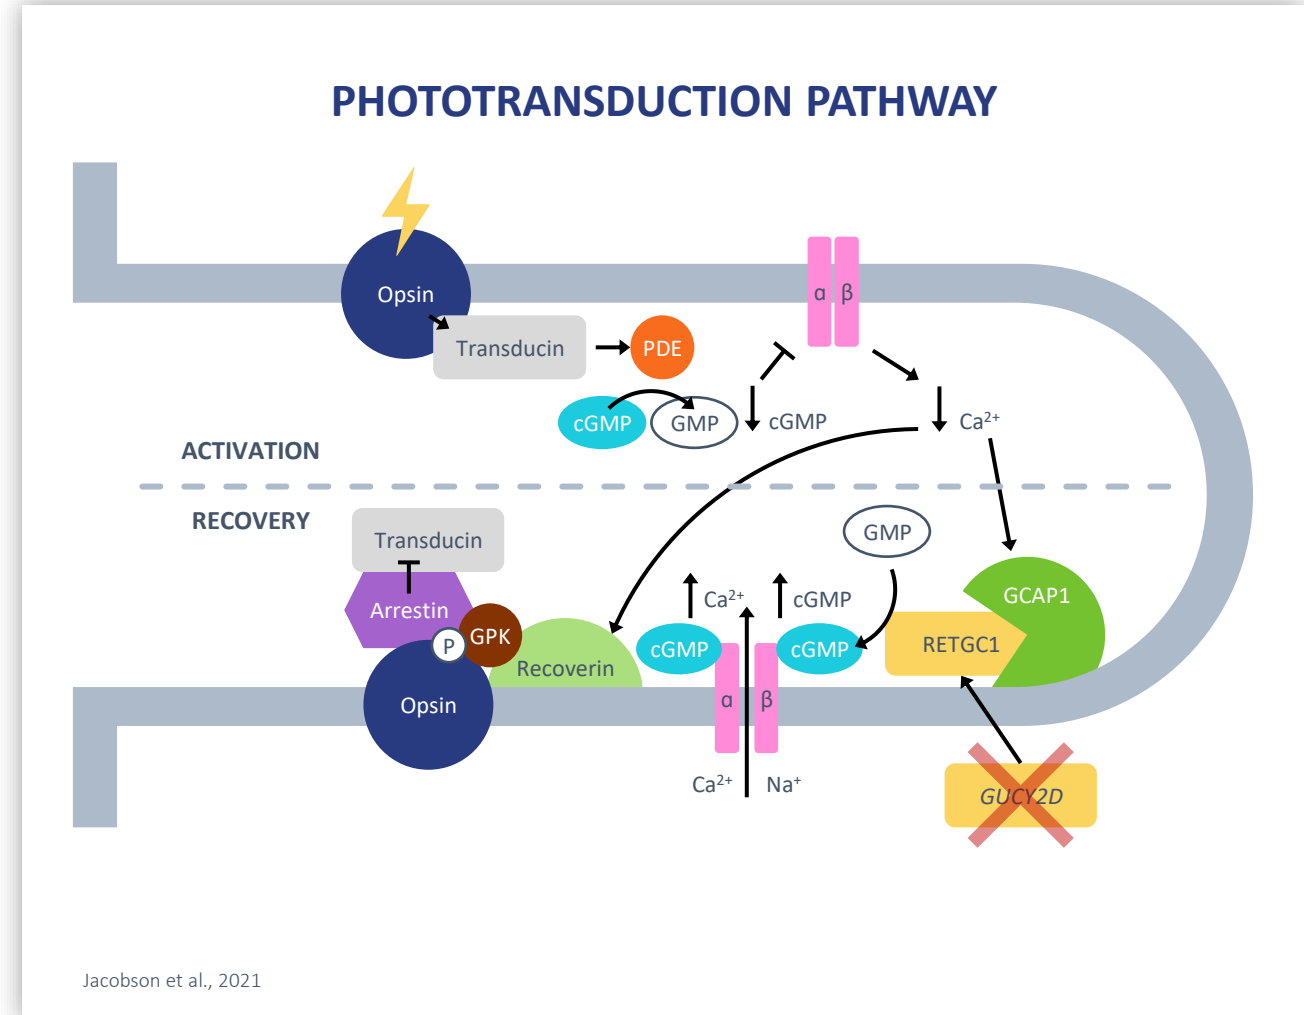 PHOTOTRANSDUCTION PATHWAY
Opsin
α β
Transducin
PDE
cGMP
GMP
cGMP
Ca²⁺
ACTIVATION
RECOVERY
Transducin
GMP
Arrestin
GPK
P
Recoverin
Ca²⁺
cGMP
GCAP1
cGMP
cGMP
RETGC1
Opsin
α β
Ca²⁺ Na⁺
GUCY2D
Jacobson et al., 2021